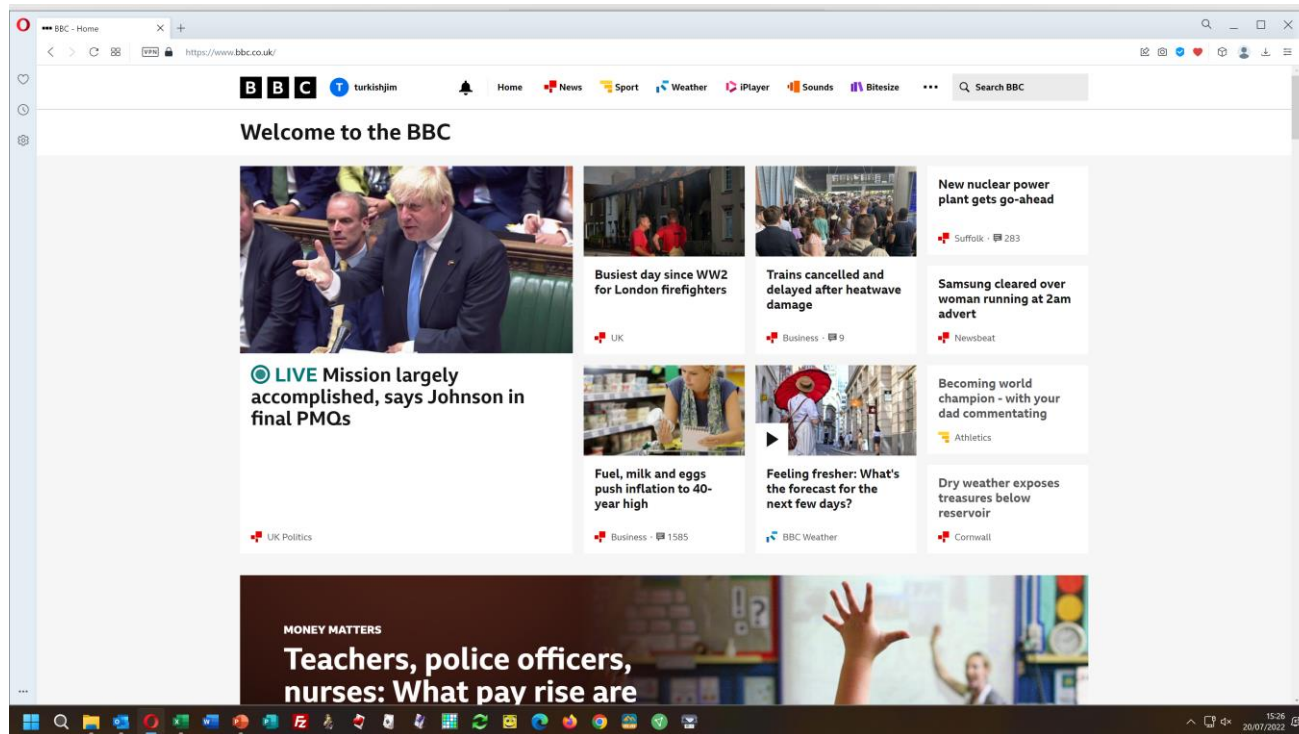 BBC - Home
VPN
https://www.bbc.co.uk/
BBC
T turkishjim
Home
News
Sport
Weather
iPlayer
Sounds
Bitesize
Search BBC
Welcome to the BBC
LIVE Mission largely
accomplished, says Johnson in
final PMQs
UK Politics
Busiest day since WW2
for London firefighters
UK
Trains cancelled and
delayed after heatwave
damage
Business · 9
New nuclear power
plant gets go-ahead
Suffolk · 283
Samsung cleared over
woman running at 2am
advert
Newsbeat
Fuel, milk and eggs
push inflation to 40-
year high
Business · 1585
Feeling fresher: What's
the forecast for the
next few days?
BBC Weather
Becoming world
champion - with your
dad commentating
Athletics
Dry weather exposes
treasures below
reservoir
Cornwall
MONEY MATTERS
Teachers, police officers,
nurses: What pay rise are
15:26
20/07/2022